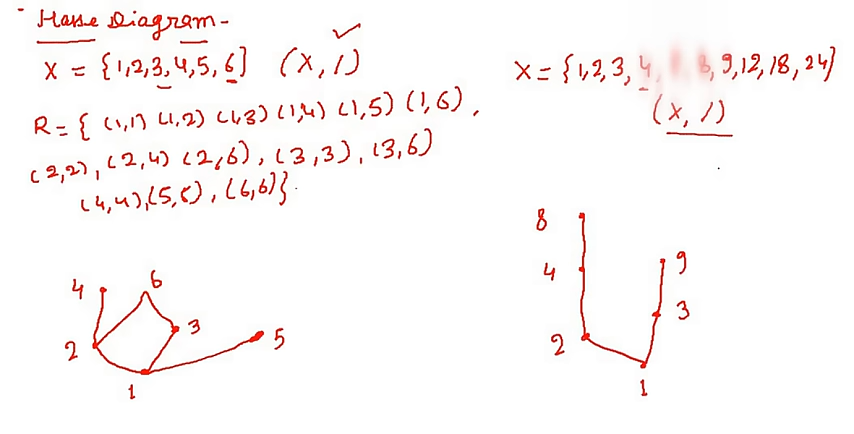 Hasse Diagram-
X = {1,2,3,4,5,6} (X, /)
R = { (1,1) (1,2) (1,3) (1,4) (1,5) (1,6),
(2,2), (2,4) (2,6), (3,3), (3,6)
(4,4), (5,5), (6,6)}
4 6
2 3 5
1
X = {1,2,3,4, 8,9,12,18,24}
(X, /)
8
4 9
2 3
1